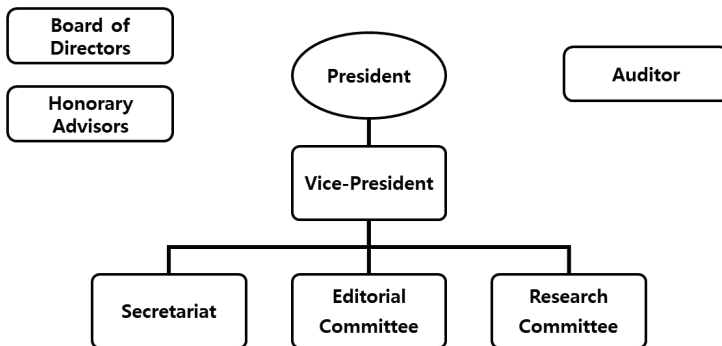 Board of
Directors
President
Auditor
Honorary
Advisors
Vice-President
Secretariat
Editorial
Committee
Research
Committee